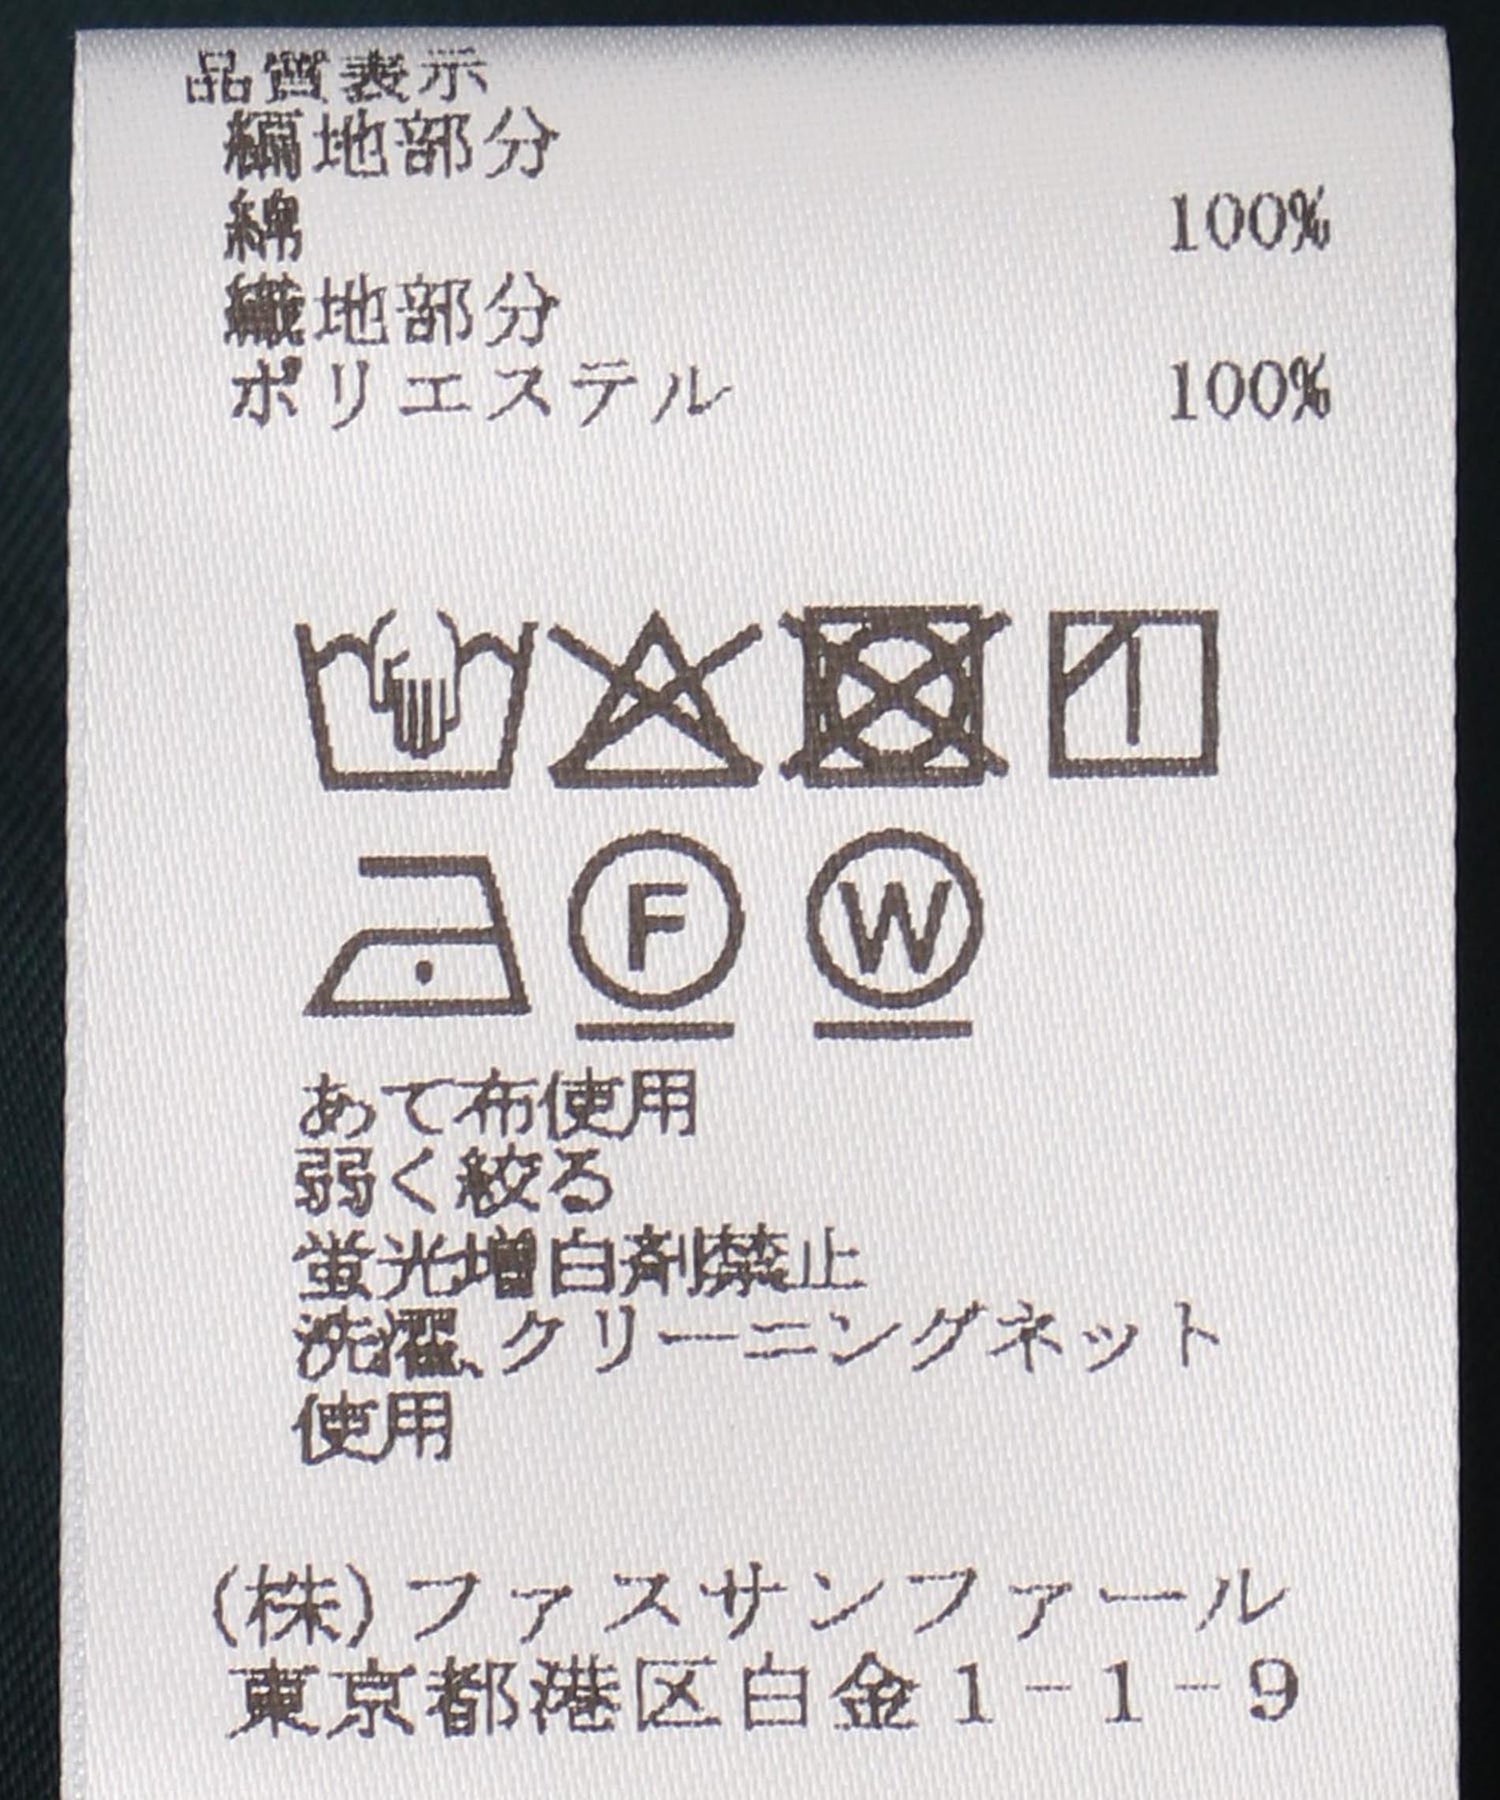 品質表示
編地部分
綿 100%
織地部分
ポリエステル 100%
F W
あて布使用
弱く絞る
蛍光増白剤禁止
洗濯、クリーニングネット
使用
(株)ファスサンファール
東京都港区白金1-1-9